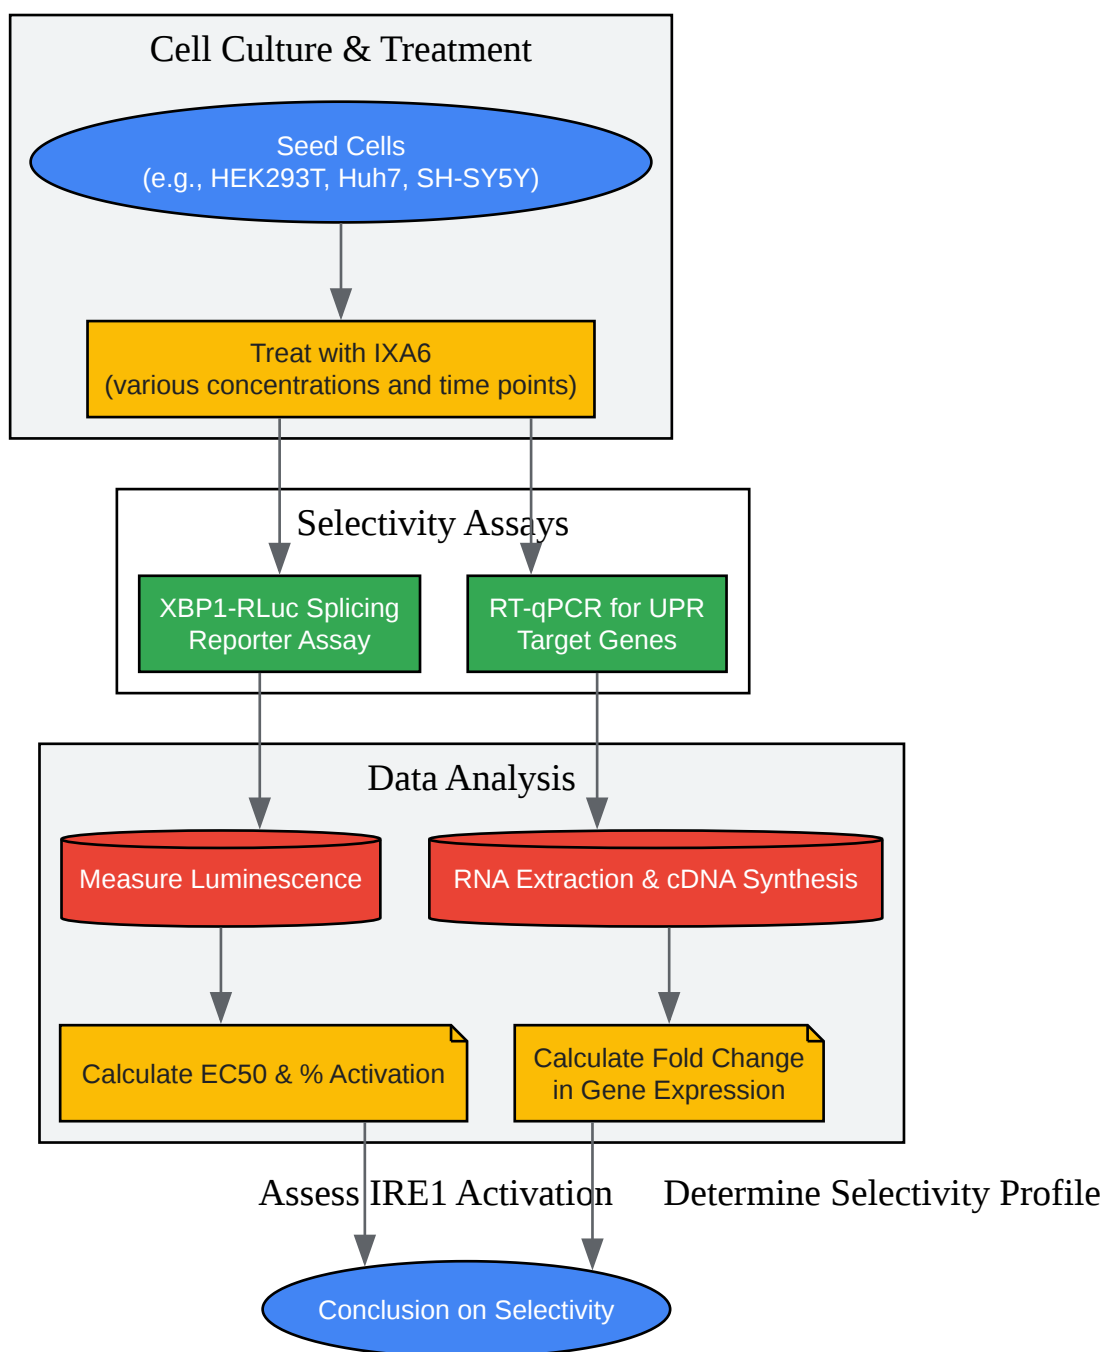 Cell Culture & Treatment
Seed Cells
(e.g., HEK293T, Huh7, SH-SY5Y)
Treat with IXA6
(various concentrations and time points)
Selectivity Assays
XBP1-RLuc Splicing
Reporter Assay
RT-qPCR for UPR
Target Genes
Data Analysis
Measure Luminescence
RNA Extraction & cDNA Synthesis
Calculate EC50 & % Activation
Calculate Fold Change
in Gene Expression
Assess IRE1 Activation
Determine Selectivity Profile
Conclusion on Selectivity